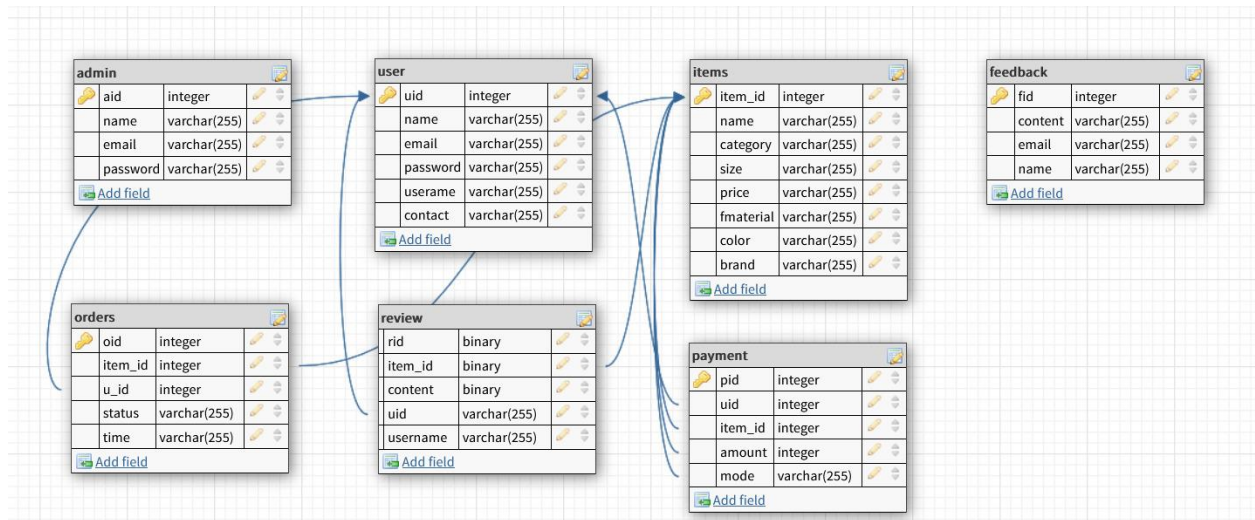 admin
aid integer
name varchar(255)
email varchar(255)
password varchar(255)
Add field
user
uid integer
name varchar(255)
email varchar(255)
password varchar(255)
userame varchar(255)
contact varchar(255)
Add field
items
item_id integer
name varchar(255)
category varchar(255)
size varchar(255)
price varchar(255)
fmaterial varchar(255)
color varchar(255)
brand varchar(255)
Add field
feedback
fid integer
content varchar(255)
email varchar(255)
name varchar(255)
Add field
orders
oid integer
item_id integer
u_id integer
status varchar(255)
time varchar(255)
Add field
review
rid binary
item_id binary
content binary
uid varchar(255)
username varchar(255)
Add field
payment
pid integer
uid integer
item_id integer
amount integer
mode varchar(255)
Add field